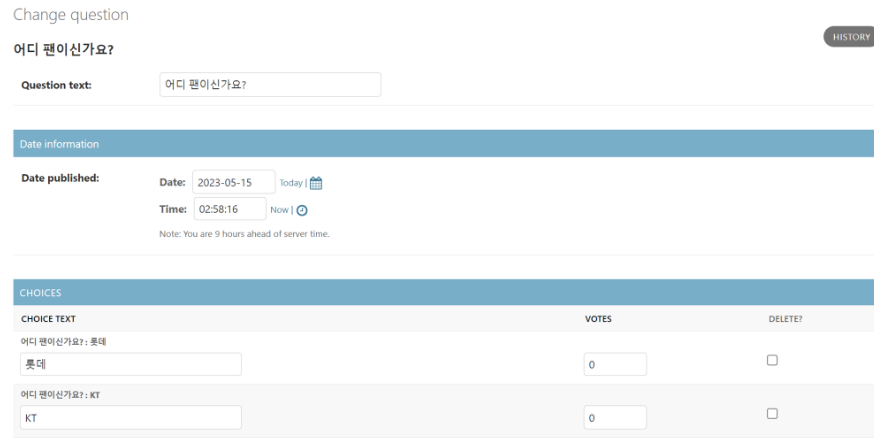 Change question
HISTORY
어디 팬이신가요?
Question text: 어디 팬이신가요?
Date information
Date published: Date: 2023-05-15 Today |
Time: 02:58:16 Now |
Note: You are 9 hours ahead of server time.
CHOICES
CHOICE TEXT VOTES DELETE?
어디 팬이신가요? : 롯데
롯데 0
어디 팬이신가요? : KT
KT 0